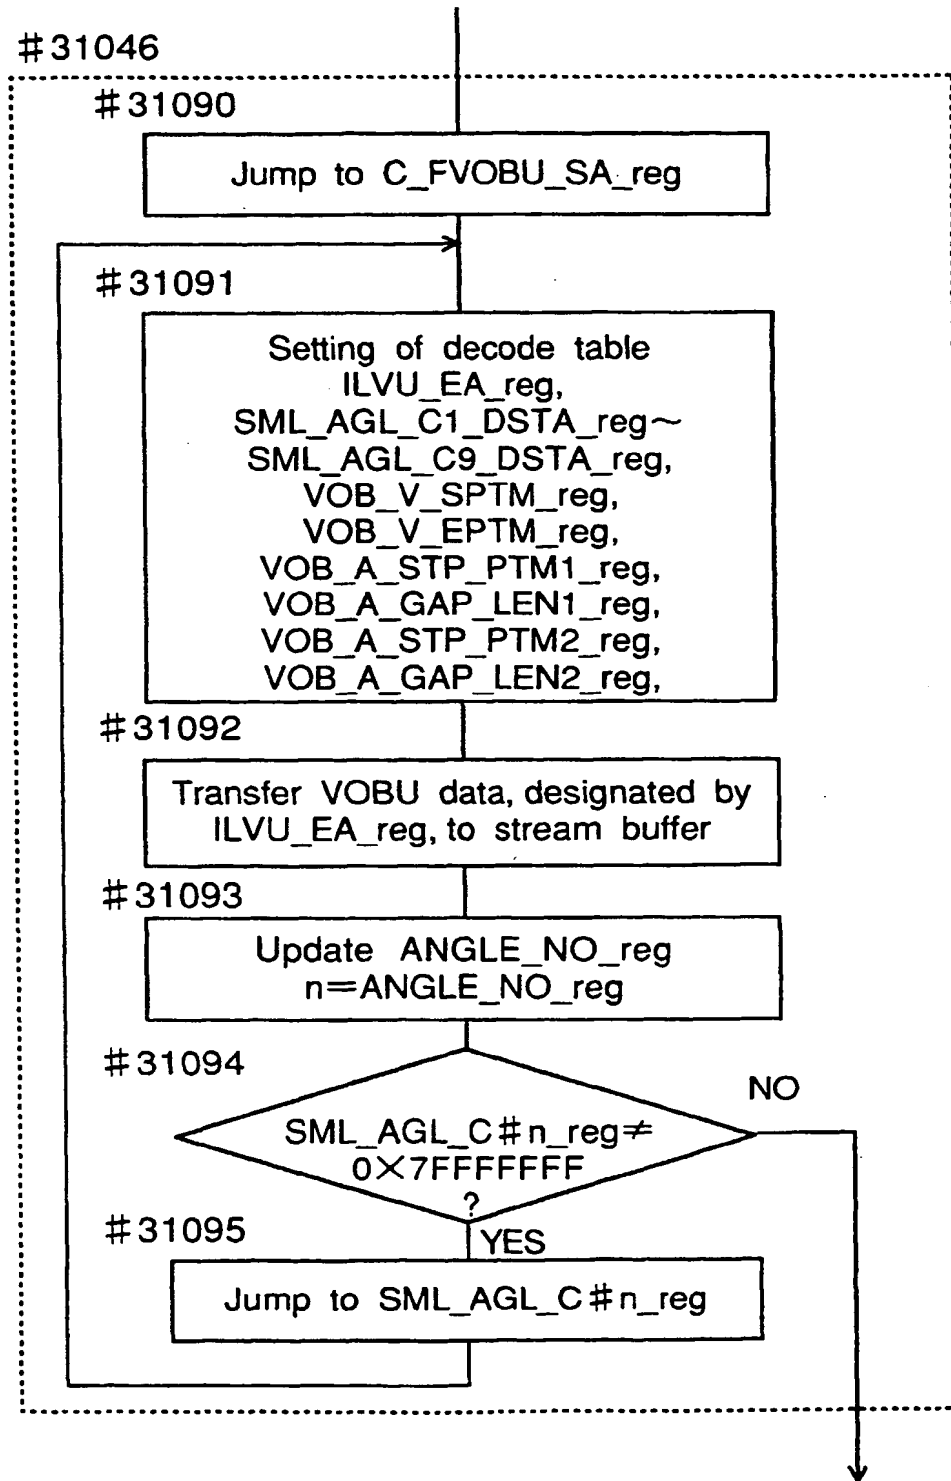 #31046
#31090
Jump to C_FVOBU_SA_reg
#31091
Setting of decode table
ILVU_EA_reg,
SML_AGL_C1_DSTA_reg~
SML_AGL_C9_DSTA_reg,
VOB_V_SPTM_reg,
VOB_V_EPTM_reg,
VOB_A_STP_PTM1_reg,
VOB_A_GAP_LEN1_reg,
VOB_A_STP_PTM2_reg,
VOB_A_GAP_LEN2_reg,
#31092
Transfer VOBU data, designated by
ILVU_EA_reg, to stream buffer
#31093
Update ANGLE_NO_reg
n=ANGLE_NO_reg
#31094
NO
SML_AGL_C#n_reg≠
0×7FFFFFFF
?
#31095
YES
Jump to SML_AGL_C#n_reg